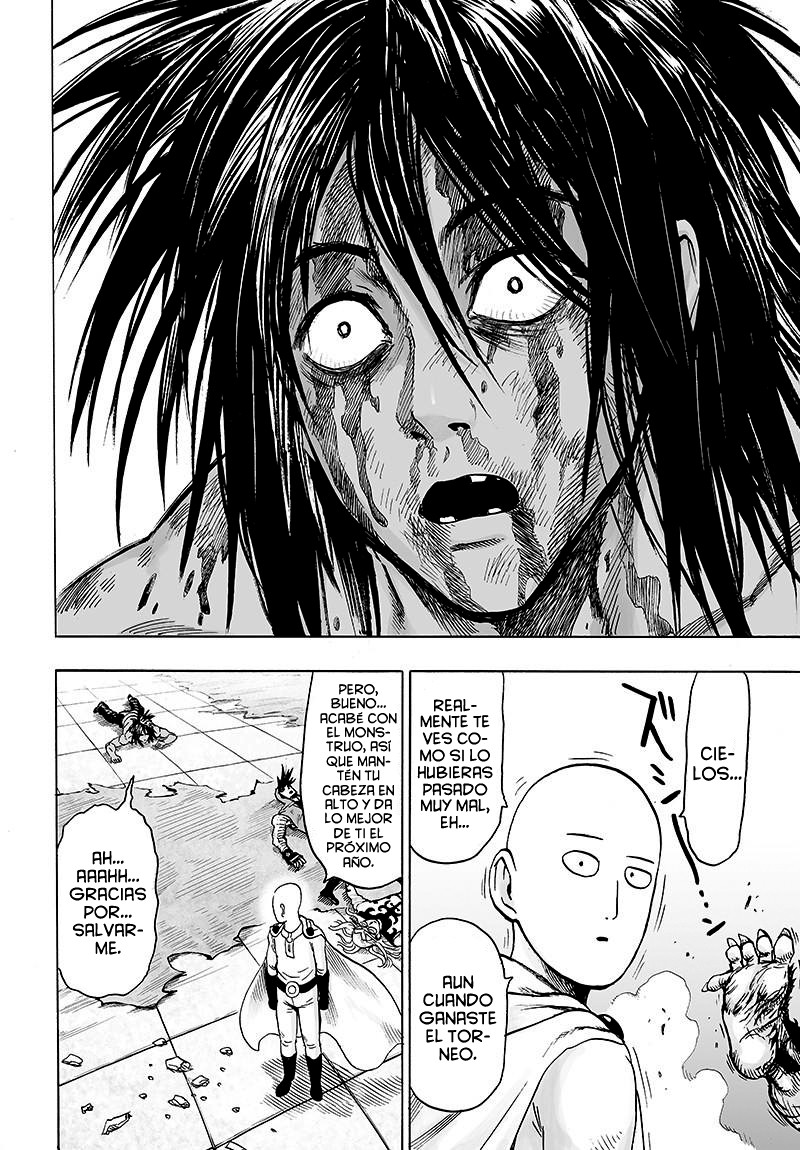 CIE-
LOS...
REAL-
MENTE TE
VES CO-
MO SI LO
HUBIERAS
PASADO
MUY MAL,
EH...
AUN
CUANDO
GANASTE
EL TOR-
NEO.
PERO,
BUENO...
ACABÉ CON
EL MONS-
TRUO, ASÍ
QUE MAN-
TÉN TU
CABEZA EN
ALTO Y DA
LO MEJOR
DE TI EL
PRÓXIMO
AÑO.
AH...
AAAHH...
GRACIAS
POR...
SALVAR-
ME.